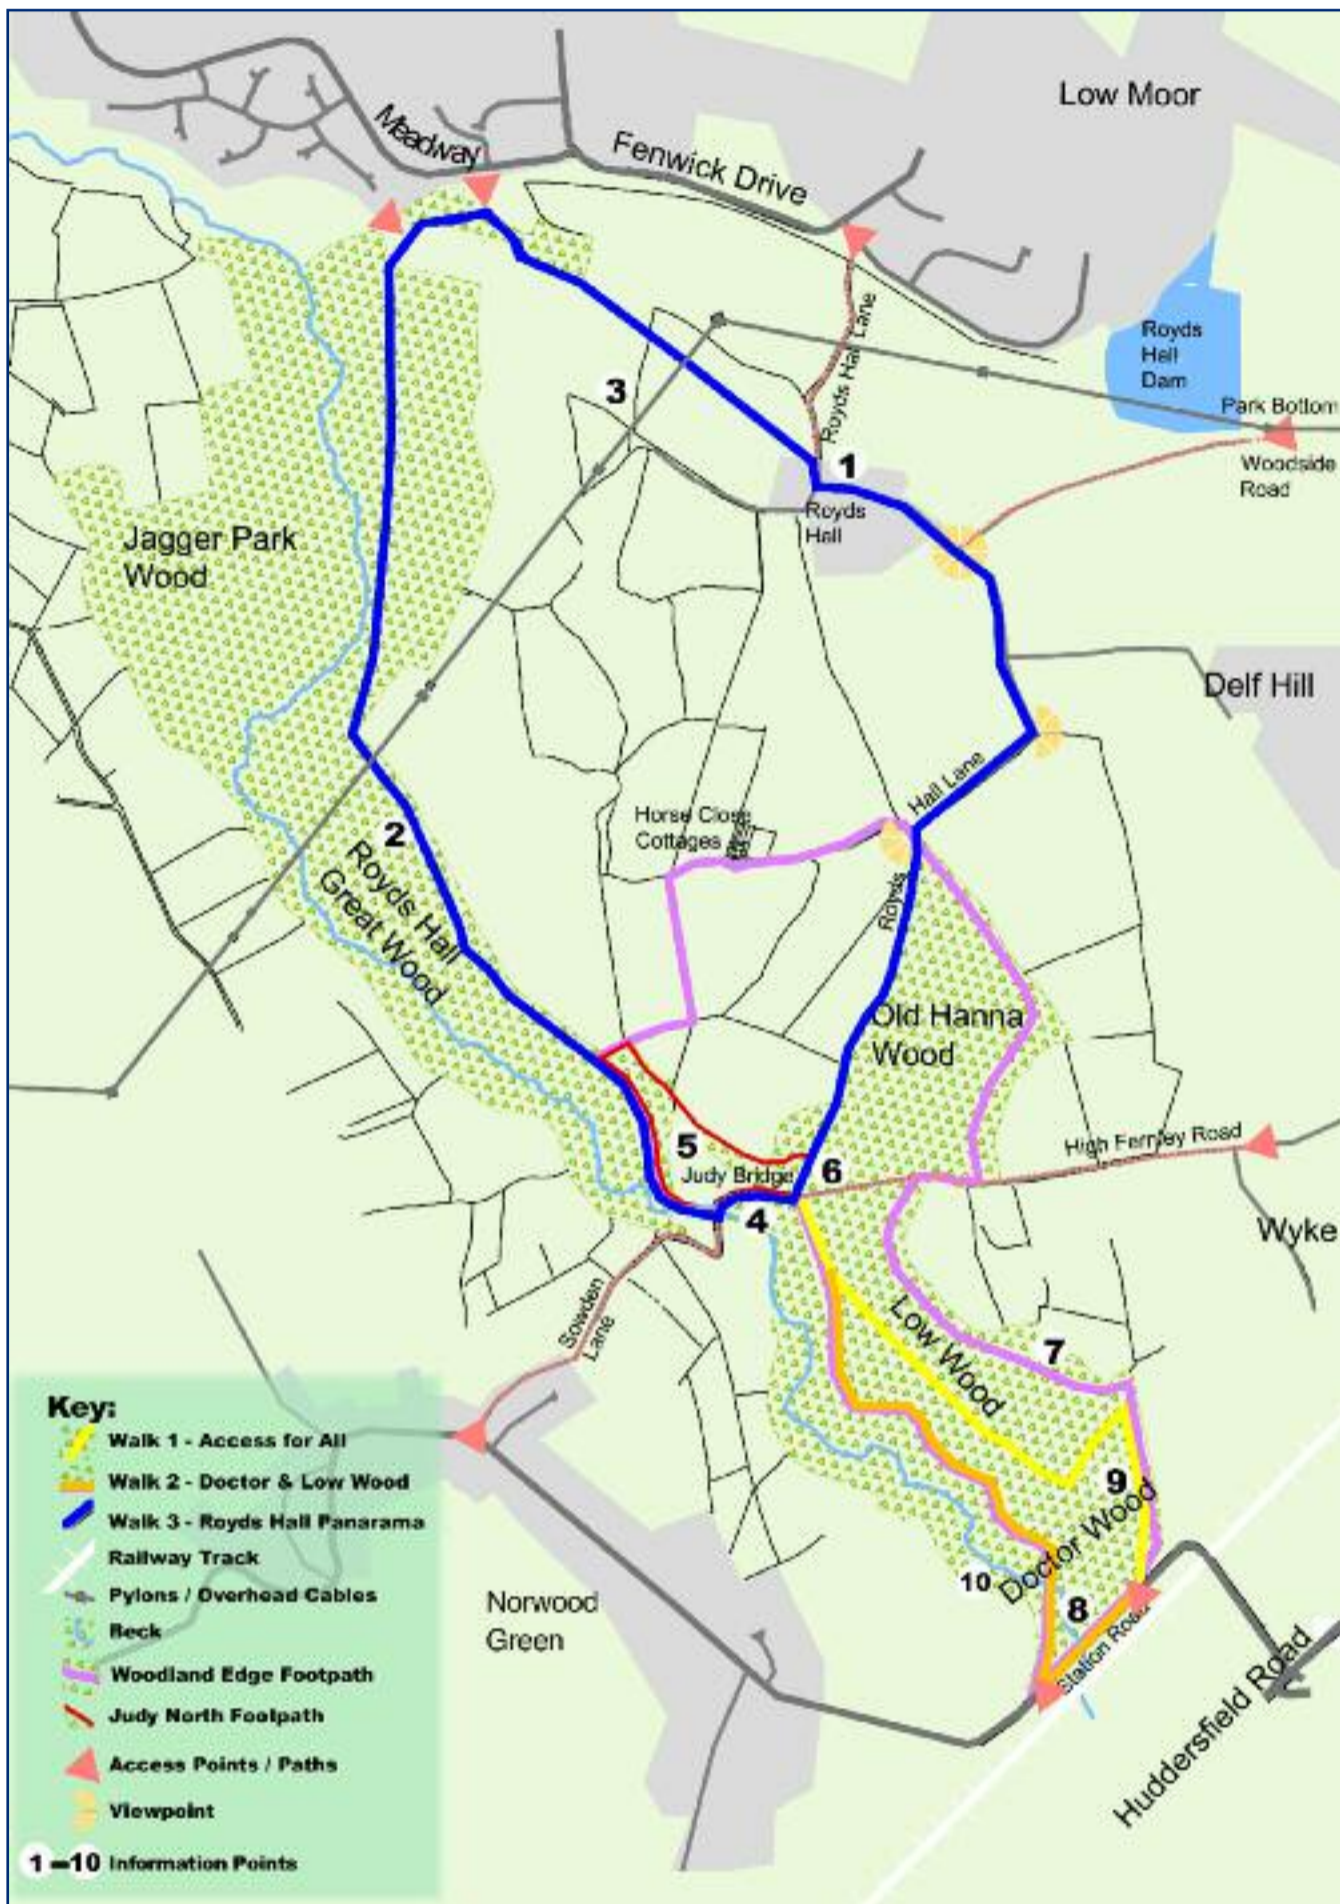 Low Moor
Meadway
Fenwick Drive
Royds Hall Lane
Royds
Hall
Dam
Park Bottom
Woodside
Road
3
1
Royds
Hall
Jagger Park
Wood
Delf Hill
Hall Lane
Horse Close
Cottages
2
Royds Hall
Great Wood
Royds
Old Hanna
Wood
High Fernley Road
5
Judy Bridge
6
4
Wyke
Sowden
Lane
Low Wood
7
9
Doctor Wood
10
8
Station Road
Huddersfield Road
Norwood
Green
Key:
Walk 1 - Access for All
Walk 2 - Doctor & Low Wood
Walk 3 - Royds Hall Panarama
Railway Track
Pylons / Overhead Cables
Beck
Woodland Edge Footpath
Judy North Footpath
Access Points / Paths
Viewpoint
1-10 Information Points